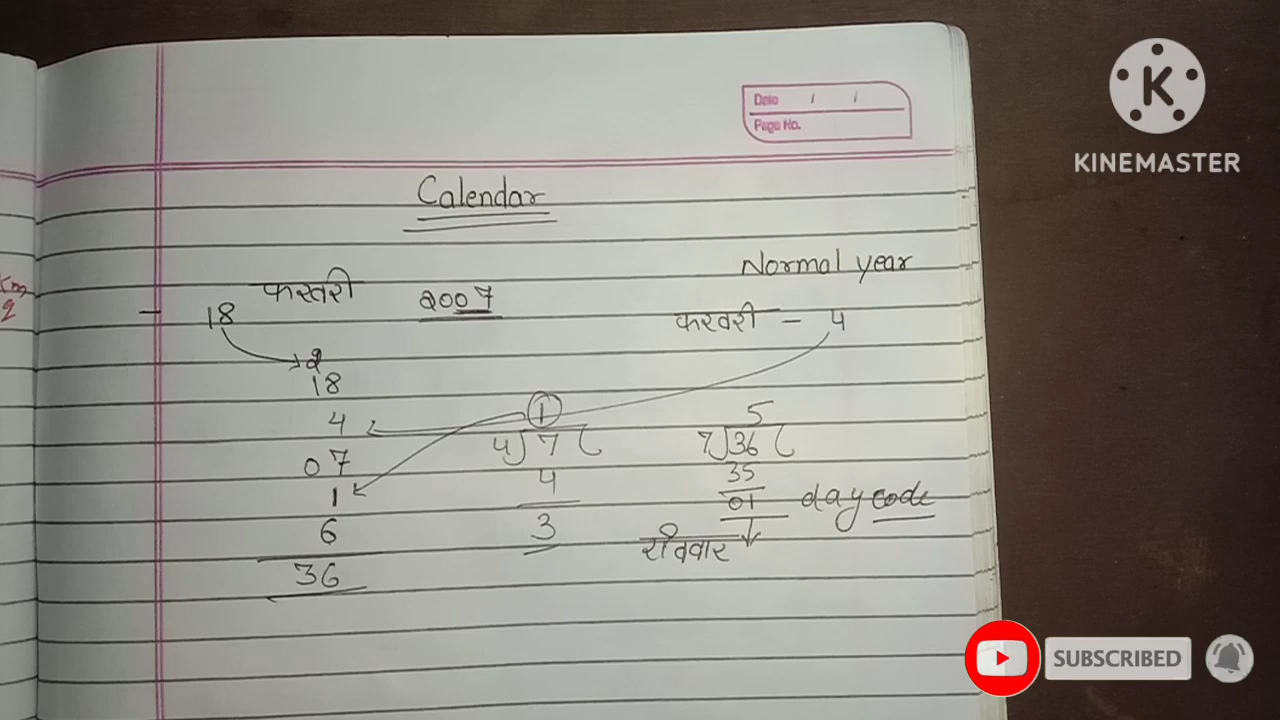 Date / /
Page No.
KINEMASTER
Calendar
Normal year
18 फरवरी 2007
फरवरी - 4
2
18
4
07
1
6
36
1
4)7(
4
3
5
7)36(
35
01 day code
रविवार
SUBSCRIBED